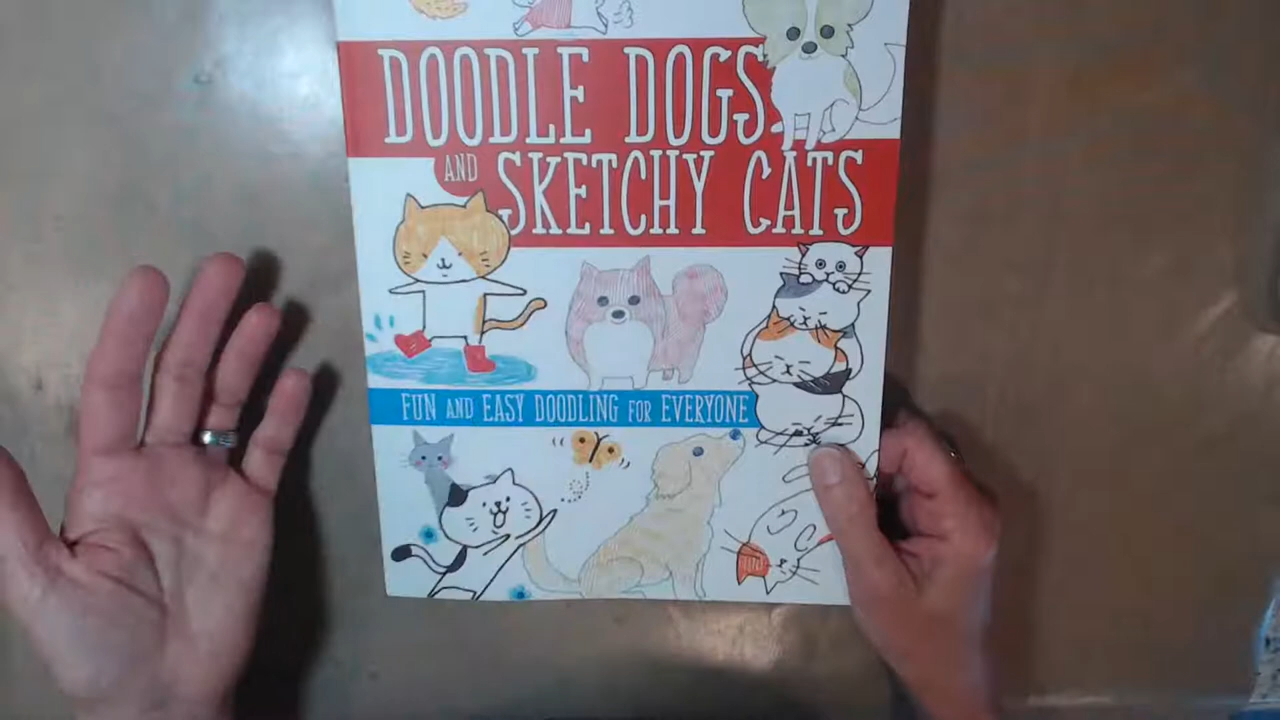 DOODLE DOGS
AND SKETCHY CATS
FUN AND EASY DOODLING FOR EVERYONE